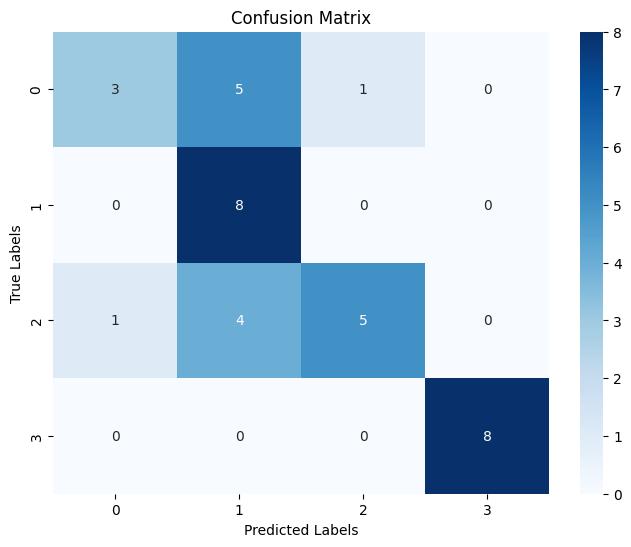 Confusion Matrix
True Labels
0 3 5 1 0
1 0 8 0 0
2 1 4 5 0
3 0 0 0 8
0 1 2 3
Predicted Labels
8
7
6
5
4
3
2
1
0